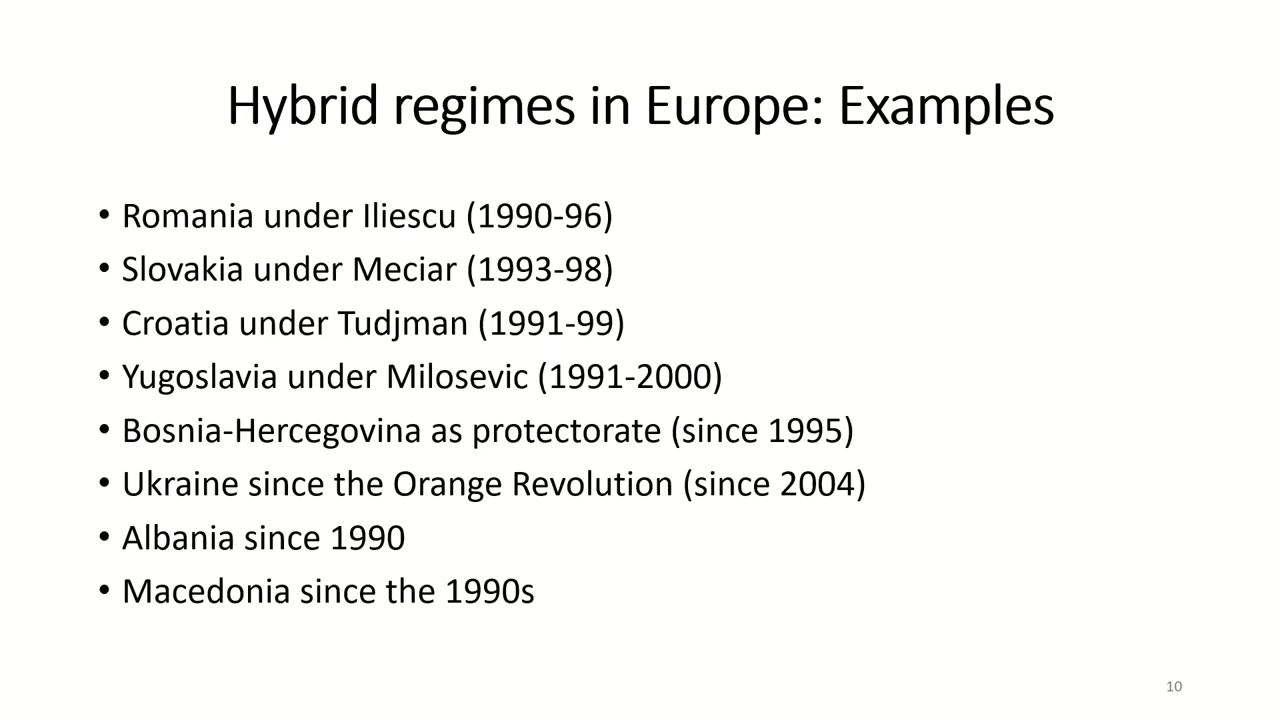 Hybrid regimes in Europe: Examples
• Romania under Iliescu (1990-96)
• Slovakia under Meciar (1993-98)
• Croatia under Tudjman (1991-99)
• Yugoslavia under Milosevic (1991-2000)
• Bosnia-Hercegovina as protectorate (since 1995)
• Ukraine since the Orange Revolution (since 2004)
• Albania since 1990
• Macedonia since the 1990s
10